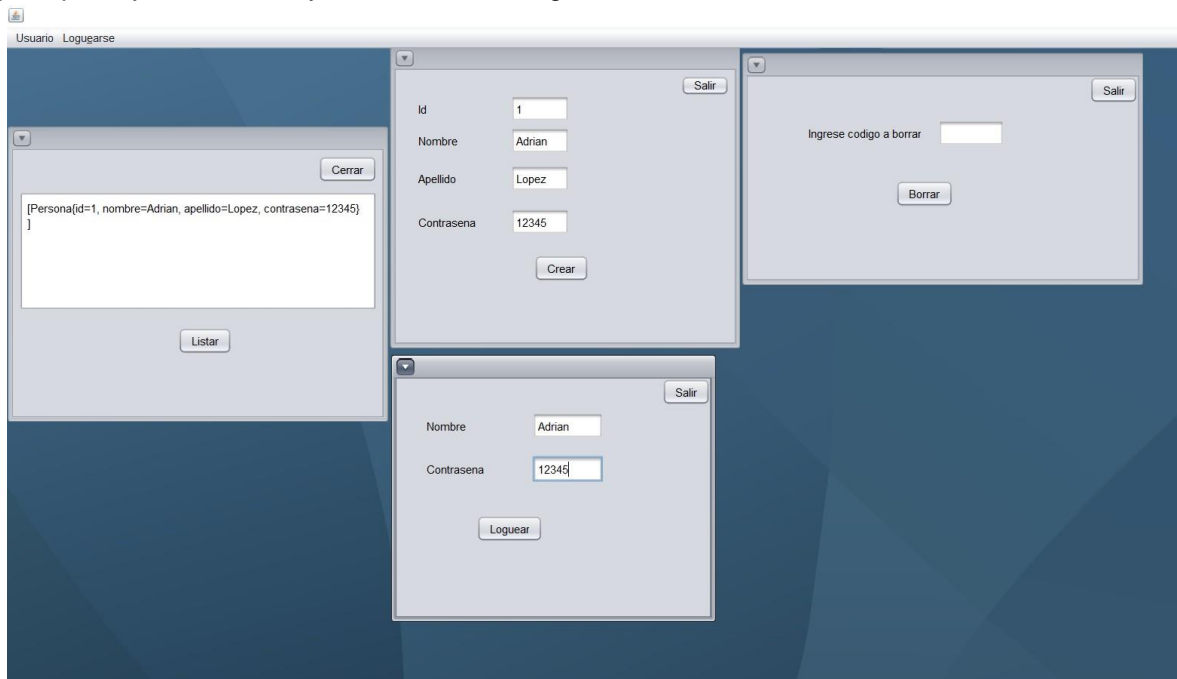 Usuario Loguearse
Cerrar
[Persona{id=1, nombre=Adrian, apellido=Lopez, contrasena=12345}
]
Listar
Salir
Id 1
Nombre Adrian
Apellido Lopez
Contrasena 12345
Crear
Salir
Ingrese codigo a borrar
Borrar
Salir
Nombre Adrian
Contrasena 12345
Loguear